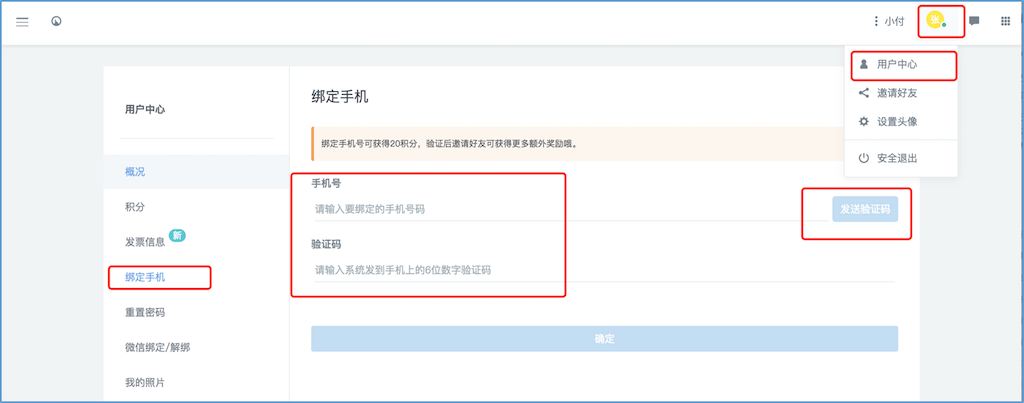 小付
张
用户中心
邀请好友
设置头像
安全退出
用户中心
概况
积分
发票信息 新
绑定手机
重置密码
微信绑定/解绑
我的照片
绑定手机
绑定手机号可获得20积分，验证后邀请好友可获得更多额外奖励哦。
手机号
请输入要绑定的手机号码
发送验证码
验证码
请输入系统发到手机上的6位数字验证码
确定